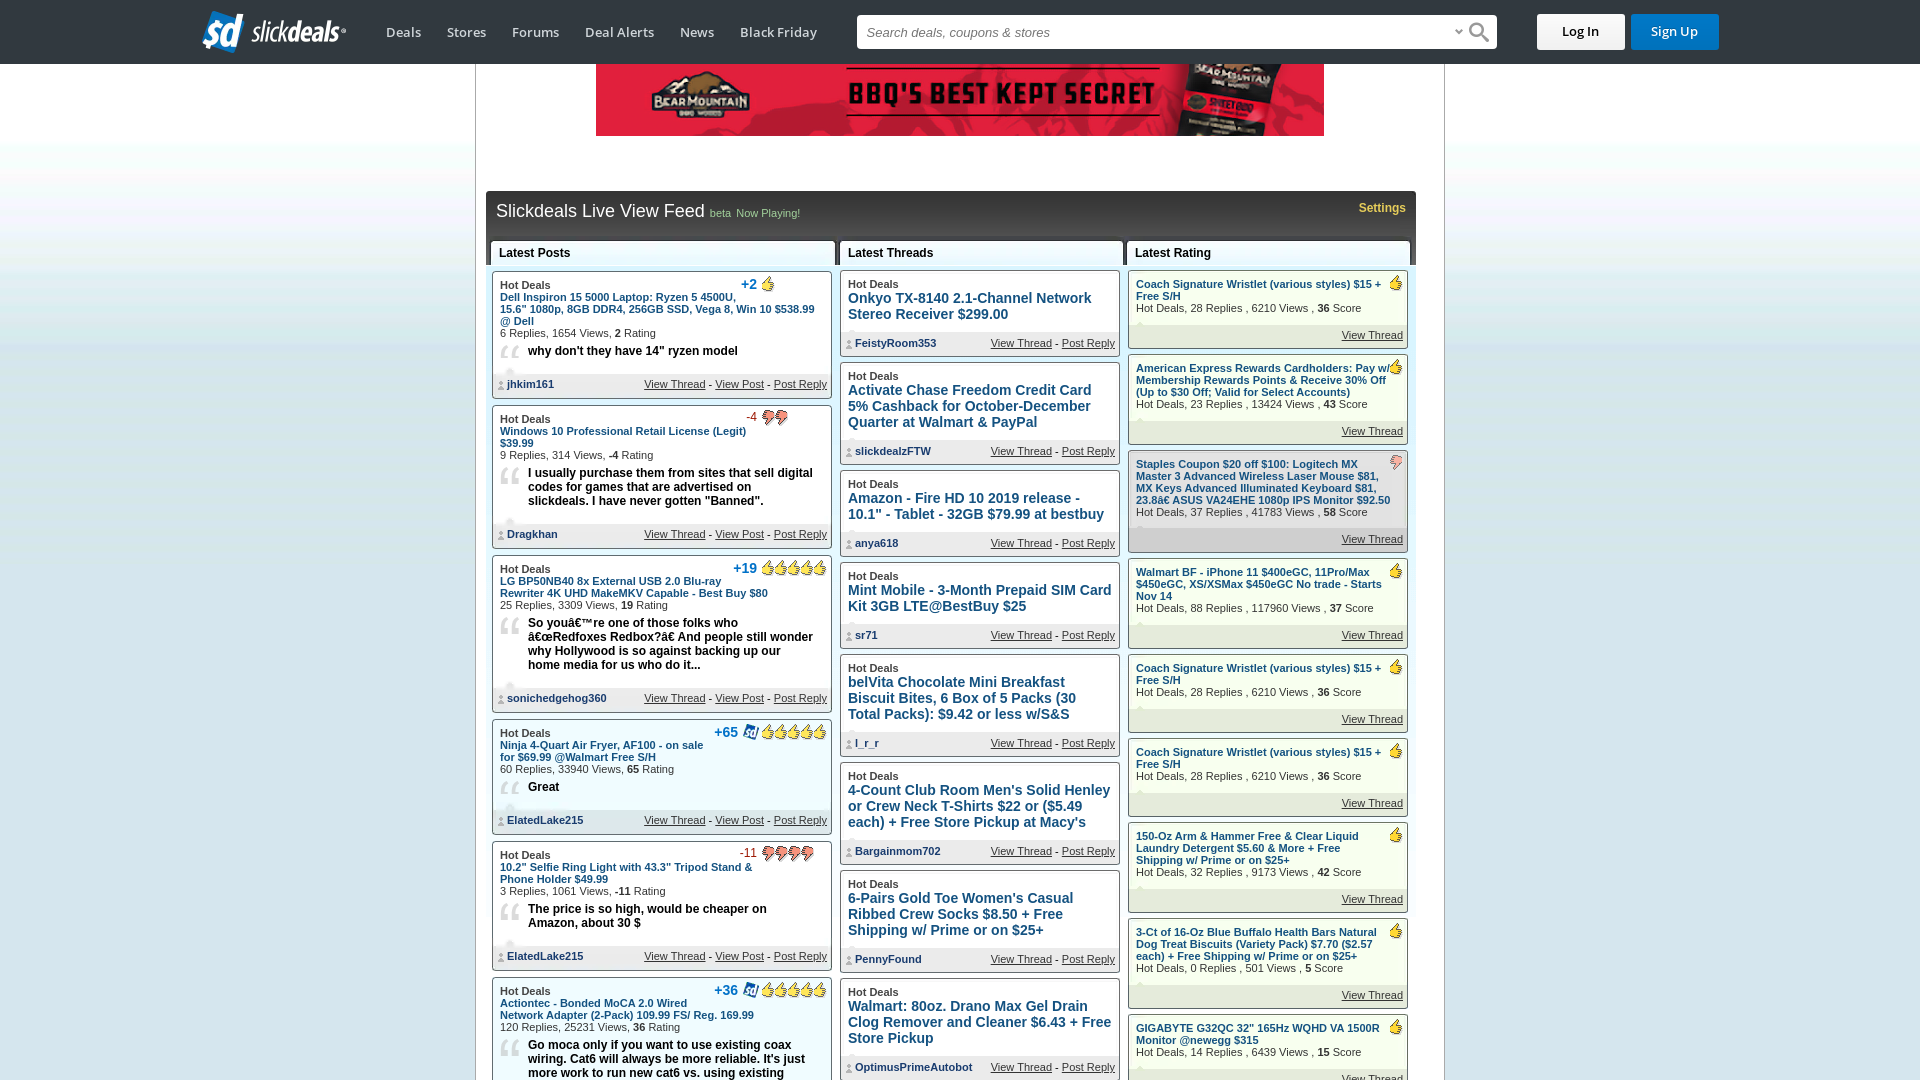 sd slickdeals
Deals Stores Forums Deal Alerts News Black Friday
Search deals, coupons & stores
Log In
Sign Up
BEAR MOUNTAIN
BBQ WOODS
BBQ'S BEST KEPT SECRET
BEAR MOUNTAIN
SWEET BBQ
Slickdeals Live View Feed beta Now Playing!
Settings
Latest Posts
Hot Deals
+2
Dell Inspiron 15 5000 Laptop: Ryzen 5 4500U,
15.6" 1080p, 8GB DDR4, 256GB SSD, Vega 8, Win 10 $538.99
@ Dell
6 Replies, 1654 Views, 2 Rating
why don't they have 14" ryzen model
jhkim161
View Thread - View Post - Post Reply
Hot Deals
-4
Windows 10 Professional Retail License (Legit)
$39.99
9 Replies, 314 Views, -4 Rating
I usually purchase them from sites that sell digital
codes for games that are advertised on
slickdeals. I have never gotten "Banned".
Dragkhan
View Thread - View Post - Post Reply
Hot Deals
+19
LG BP50NB40 8x External USB 2.0 Blu-ray
Rewriter 4K UHD MakeMKV Capable - Best Buy $80
25 Replies, 3309 Views, 19 Rating
So youâ€™re one of those folks who
â€œRedfoxes Redbox?â€ And people still wonder
why Hollywood is so against backing up our
home media for us who do it...
sonichedgehog360
View Thread - View Post - Post Reply
Hot Deals
+65
Ninja 4-Quart Air Fryer, AF100 - on sale
for $69.99 @Walmart Free S/H
60 Replies, 33940 Views, 65 Rating
Great
ElatedLake215
View Thread - View Post - Post Reply
Hot Deals
-11
10.2" Selfie Ring Light with 43.3" Tripod Stand &
Phone Holder $49.99
3 Replies, 1061 Views, -11 Rating
The price is so high, would be cheaper on
Amazon, about 30 $
ElatedLake215
View Thread - View Post - Post Reply
Hot Deals
+36
Actiontec - Bonded MoCA 2.0 Wired
Network Adapter (2-Pack) 109.99 FS/ Reg. 169.99
120 Replies, 25231 Views, 36 Rating
Go moca only if you want to use existing coax
wiring. Cat6 will always be more reliable. It's just
more work to run new cat6 vs. using existing
Latest Threads
Hot Deals
Onkyo TX-8140 2.1-Channel Network
Stereo Receiver $299.00
FeistyRoom353
View Thread - Post Reply
Hot Deals
Activate Chase Freedom Credit Card
5% Cashback for October-December
Quarter at Walmart & PayPal
slickdealzFTW
View Thread - Post Reply
Hot Deals
Amazon - Fire HD 10 2019 release -
10.1" - Tablet - 32GB $79.99 at bestbuy
anya618
View Thread - Post Reply
Hot Deals
Mint Mobile - 3-Month Prepaid SIM Card
Kit 3GB LTE@BestBuy $25
sr71
View Thread - Post Reply
Hot Deals
belVita Chocolate Mini Breakfast
Biscuit Bites, 6 Box of 5 Packs (30
Total Packs): $9.42 or less w/S&S
l_r_r
View Thread - Post Reply
Hot Deals
4-Count Club Room Men's Solid Henley
or Crew Neck T-Shirts $22 or ($5.49
each) + Free Store Pickup at Macy's
Bargainmom702
View Thread - Post Reply
Hot Deals
6-Pairs Gold Toe Women's Casual
Ribbed Crew Socks $8.50 + Free
Shipping w/ Prime or on $25+
PennyFound
View Thread - Post Reply
Hot Deals
Walmart: 80oz. Drano Max Gel Drain
Clog Remover and Cleaner $6.43 + Free
Store Pickup
OptimusPrimeAutobot
View Thread - Post Reply
Latest Rating
Coach Signature Wristlet (various styles) $15 +
Free S/H
Hot Deals, 28 Replies , 6210 Views , 36 Score
View Thread
American Express Rewards Cardholders: Pay w/
Membership Rewards Points & Receive 30% Off
(Up to $30 Off; Valid for Select Accounts)
Hot Deals, 23 Replies , 13424 Views , 43 Score
View Thread
Staples Coupon $20 off $100: Logitech MX
Master 3 Advanced Wireless Laser Mouse $81,
MX Keys Advanced Illuminated Keyboard $81,
23.8â€ ASUS VA24EHE 1080p IPS Monitor $92.50
Hot Deals, 37 Replies , 41783 Views , 58 Score
View Thread
Walmart BF - iPhone 11 $400eGC, 11Pro/Max
$450eGC, XS/XSMax $450eGC No trade - Starts
Nov 14
Hot Deals, 88 Replies , 117960 Views , 37 Score
View Thread
Coach Signature Wristlet (various styles) $15 +
Free S/H
Hot Deals, 28 Replies , 6210 Views , 36 Score
View Thread
Coach Signature Wristlet (various styles) $15 +
Free S/H
Hot Deals, 28 Replies , 6210 Views , 36 Score
View Thread
150-Oz Arm & Hammer Free & Clear Liquid
Laundry Detergent $5.60 & More + Free
Shipping w/ Prime or on $25+
Hot Deals, 32 Replies , 9173 Views , 42 Score
View Thread
3-Ct of 16-Oz Blue Buffalo Health Bars Natural
Dog Treat Biscuits (Variety Pack) $7.70 ($2.57
each) + Free Shipping w/ Prime or on $25+
Hot Deals, 0 Replies , 501 Views , 5 Score
View Thread
GIGABYTE G32QC 32" 165Hz WQHD VA 1500R
Monitor @newegg $315
Hot Deals, 14 Replies , 6439 Views , 15 Score
View Thread